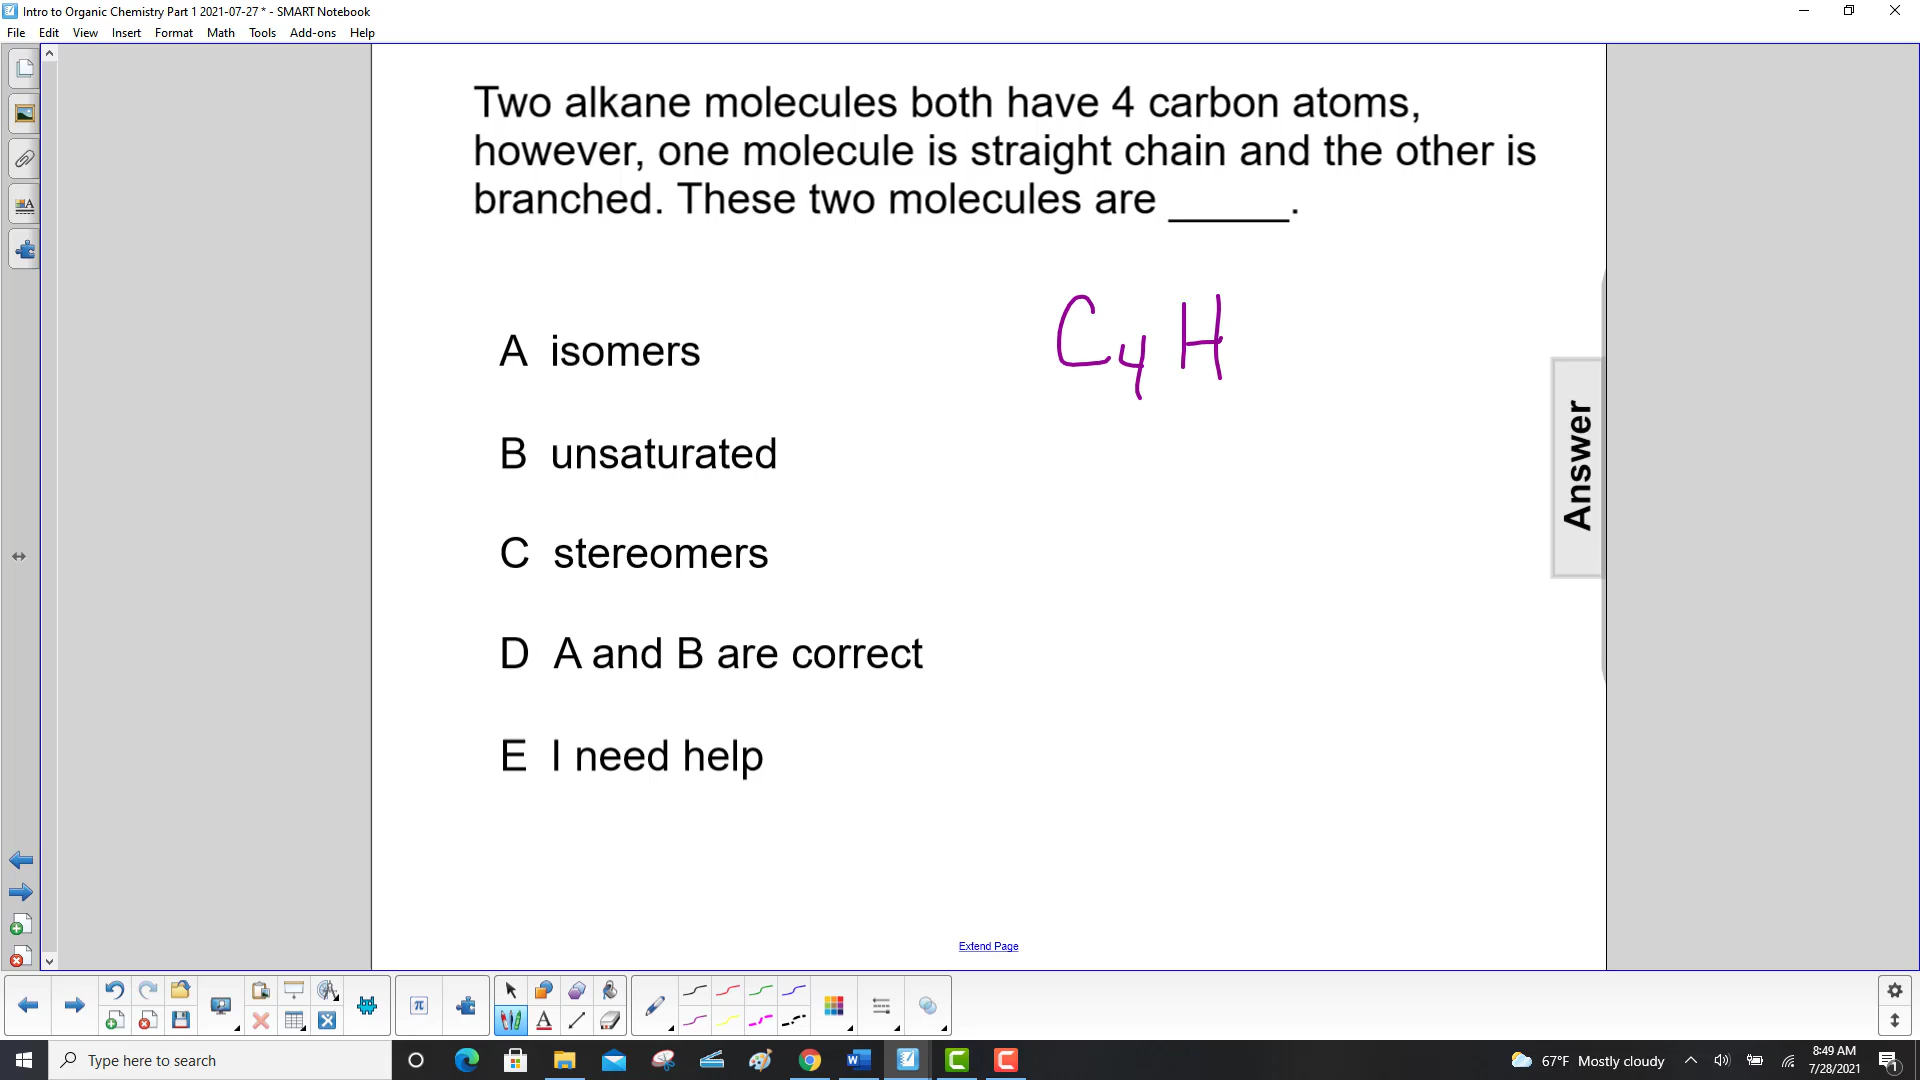 Intro to Organic Chemistry Part 1 2021-07-27 * - SMART Notebook
File Edit View Insert Format Math Tools Add-ons Help
Two alkane molecules both have 4 carbon atoms,
however, one molecule is straight chain and the other is
branched. These two molecules are _____.
C4 H
A isomers
B unsaturated
C stereomers
D A and B are correct
E I need help
Answer
Extend Page
Type here to search
67°F Mostly cloudy
8:49 AM
7/28/2021